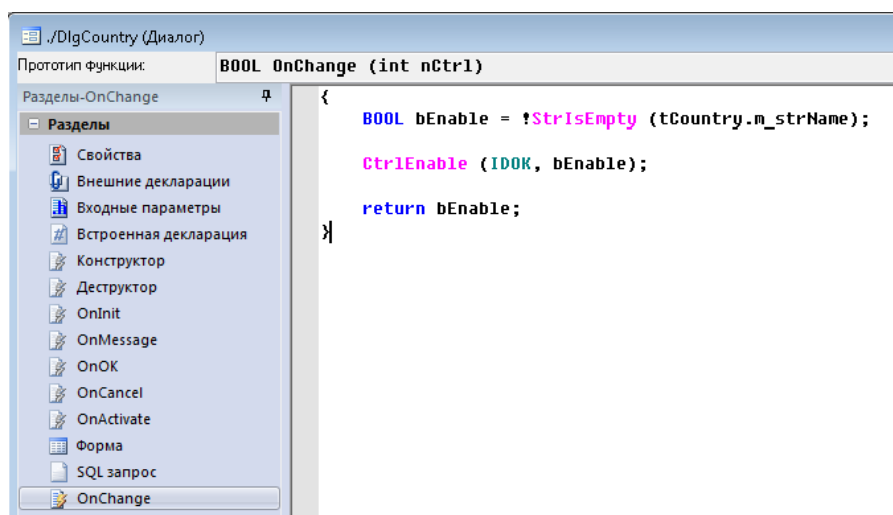 ./DlgCountry (Диалог)
Прототип функции: BOOL OnChange (int nCtrl)
Разделы-OnChange
Разделы
Свойства
Внешние декларации
Входные параметры
Встроенная декларация
Конструктор
Деструктор
OnInit
OnMessage
OnOK
OnCancel
OnActivate
Форма
SQL запрос
OnChange
{
BOOL bEnable = !StrIsEmpty (tCountry.m_strName);
CtrlEnable (IDOK, bEnable);
return bEnable;
}